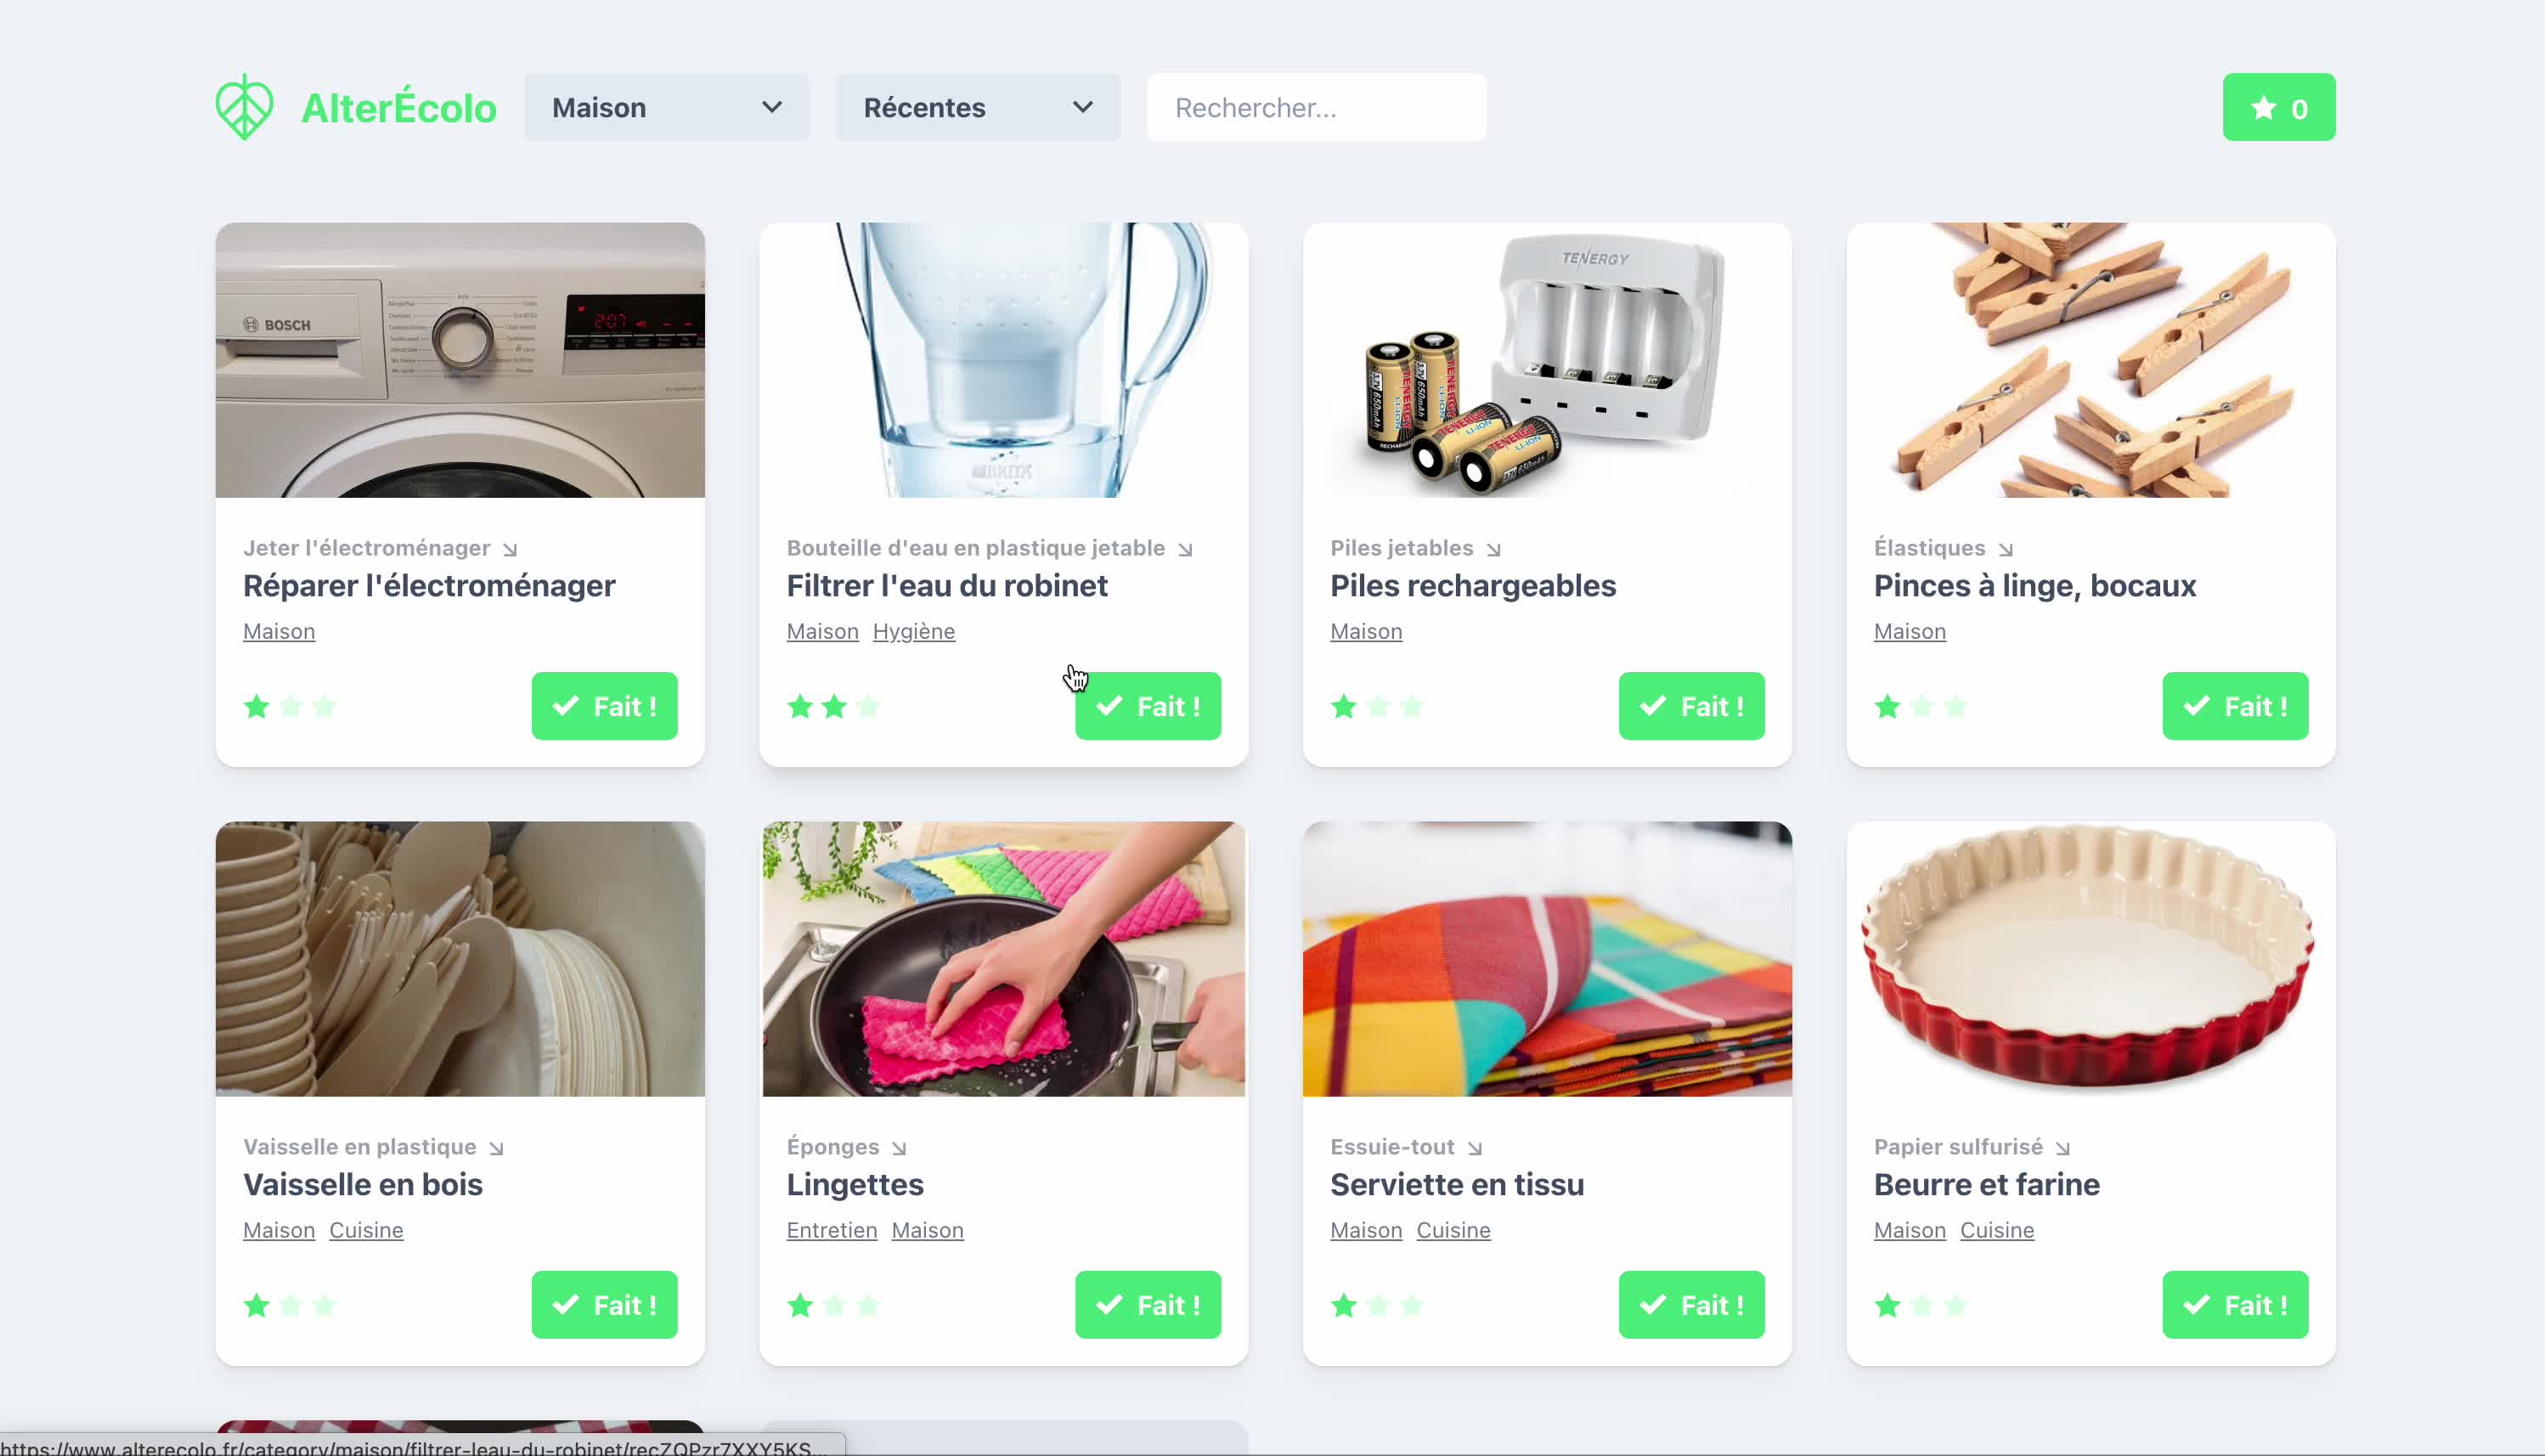 AlterÉcolo
Maison
Récentes
Rechercher...
0
BOSCH
2:07
TENERGY
BRITA
Jeter l'électroménager
Réparer l'électroménager
Maison
Fait !
Bouteille d'eau en plastique jetable
Filtrer l'eau du robinet
Maison Hygiène
Fait !
Piles jetables
Piles rechargeables
Maison
Fait !
Élastiques
Pinces à linge, bocaux
Maison
Fait !
Vaisselle en plastique
Vaisselle en bois
Maison Cuisine
Fait !
Éponges
Lingettes
Entretien Maison
Fait !
Essuie-tout
Serviette en tissu
Maison Cuisine
Fait !
Papier sulfurisé
Beurre et farine
Maison Cuisine
Fait !
https://www.alterecolo.fr/category/maison/filtrer-leau-du-robinet/recZQPzr7XXY5KS...